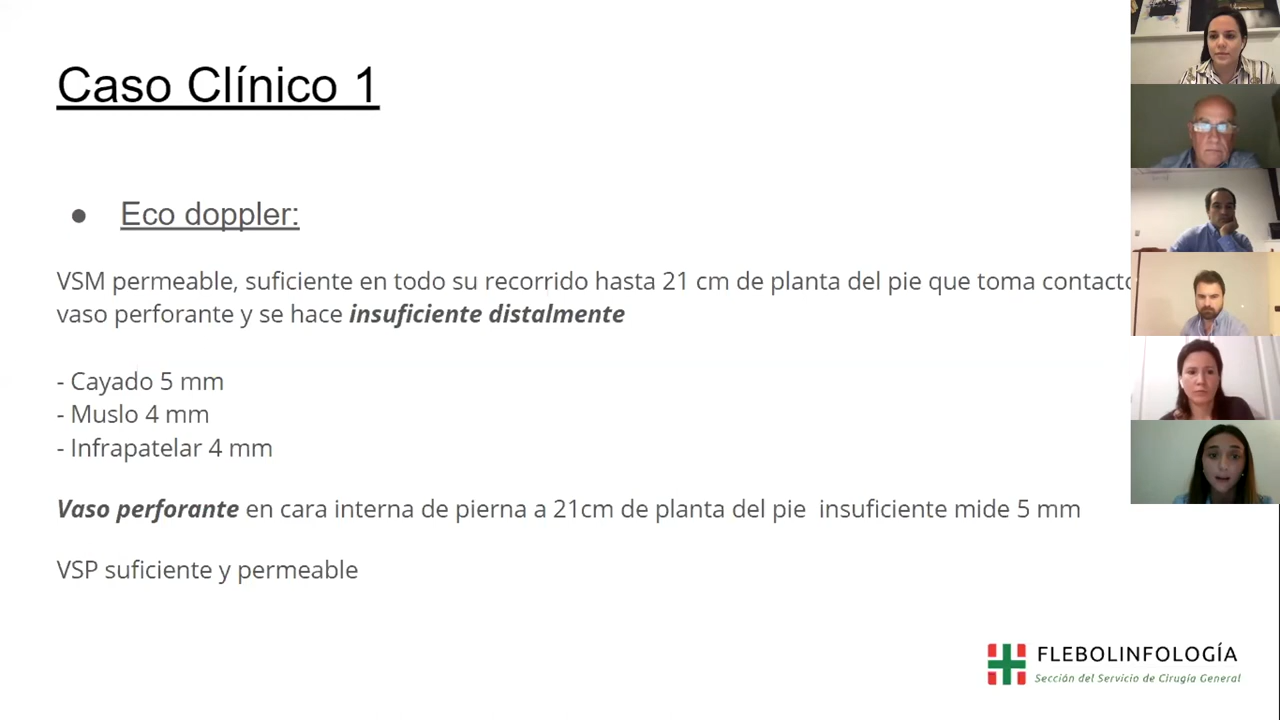 Caso Clínico 1
● Eco doppler:
VSM permeable, suficiente en todo su recorrido hasta 21 cm de planta del pie que toma contacto
vaso perforante y se hace insuficiente distalmente
- Cayado 5 mm
- Muslo 4 mm
- Infrapatelar 4 mm
Vaso perforante en cara interna de pierna a 21cm de planta del pie insuficiente mide 5 mm
VSP suficiente y permeable
FLEBOLINFOLOGÍA
Sección del Servicio de Cirugía General